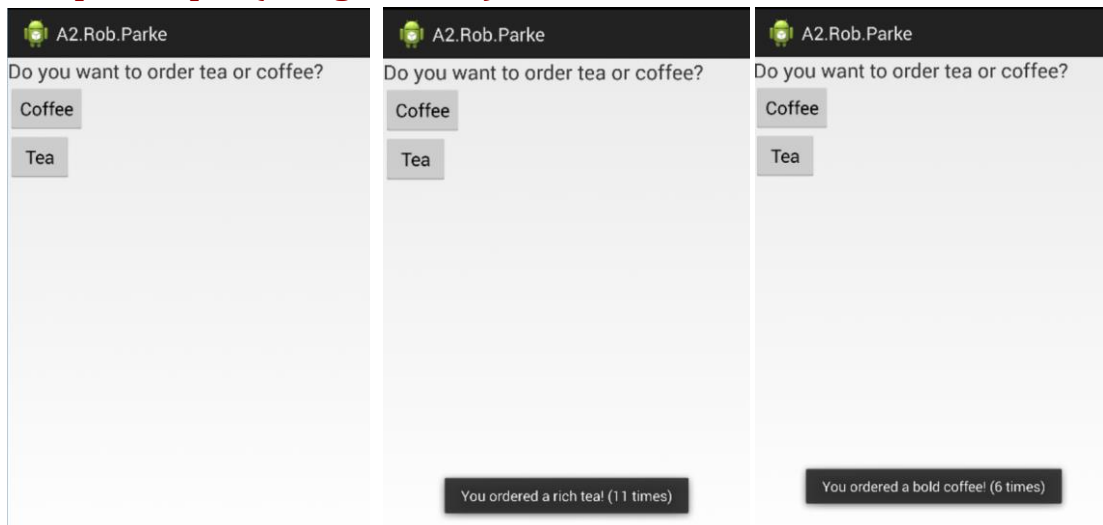 A2.Rob.Parke
Do you want to order tea or coffee?
Coffee
Tea
A2.Rob.Parke
Do you want to order tea or coffee?
Coffee
Tea
You ordered a rich tea! (11 times)
A2.Rob.Parke
Do you want to order tea or coffee?
Coffee
Tea
You ordered a bold coffee! (6 times)